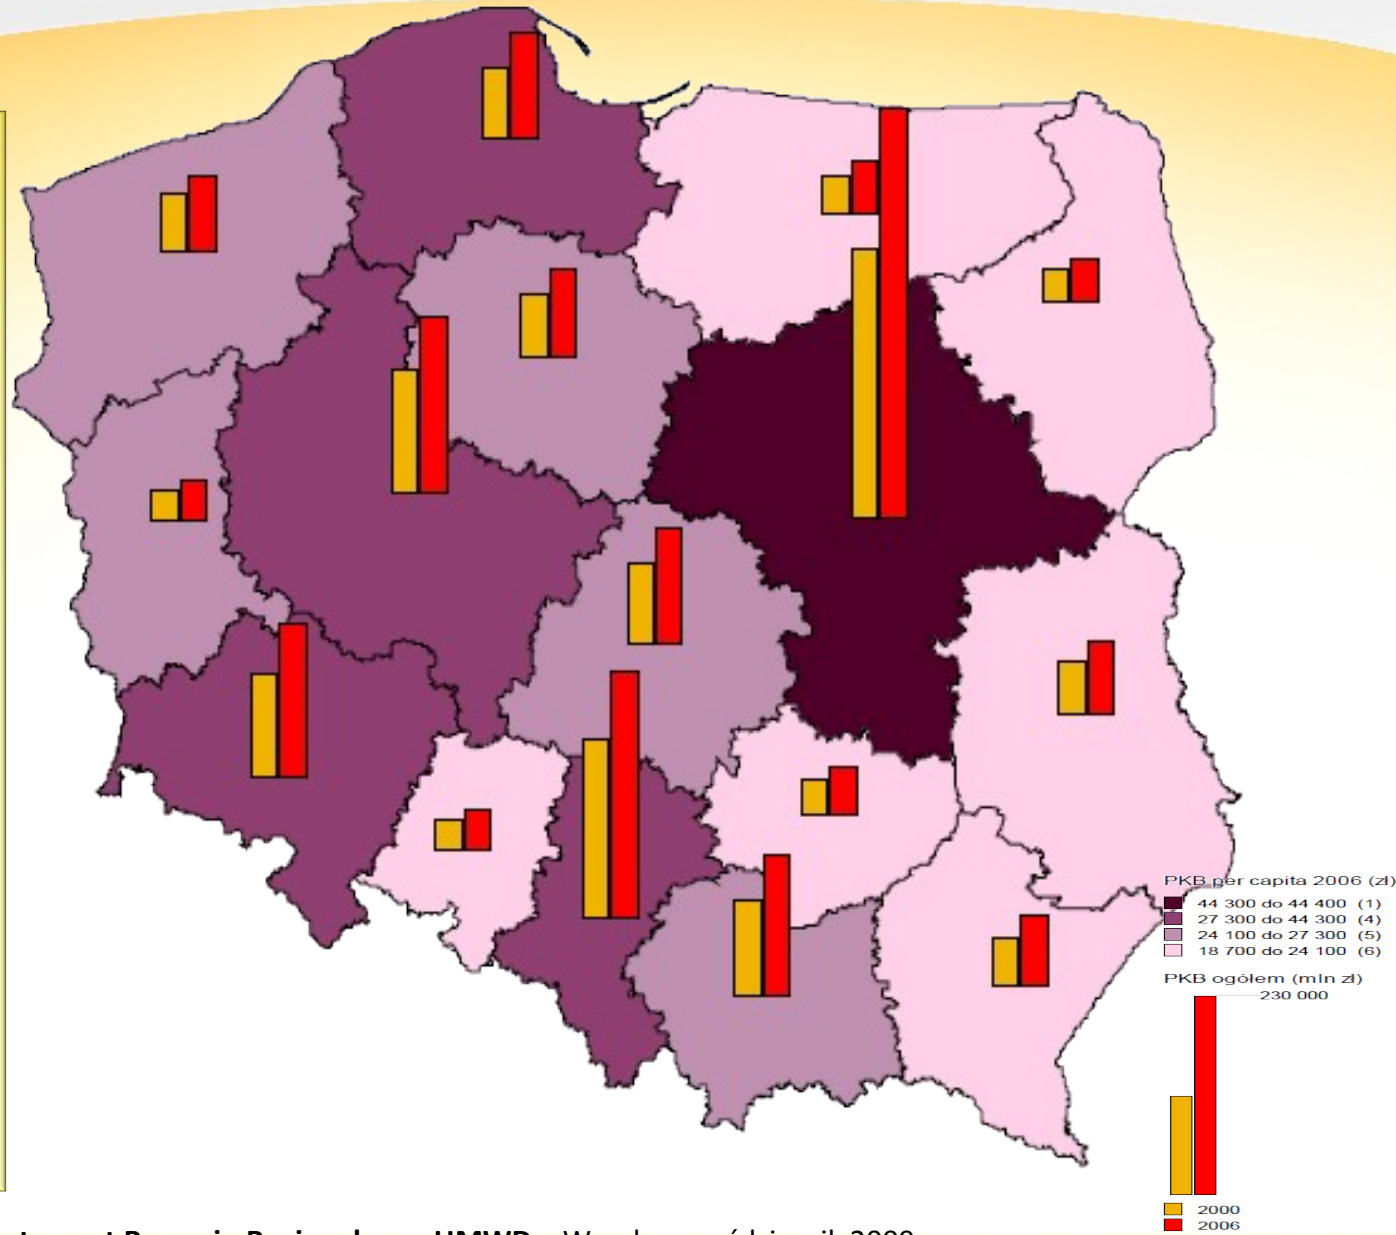 PKB per capita 2006 (zł)
44 300 do 44 400 (1)
27 300 do 44 300 (4)
24 100 do 27 300 (5)
18 700 do 24 100 (6)
PKB ogółem (mln zł)
230 000
2000
2006